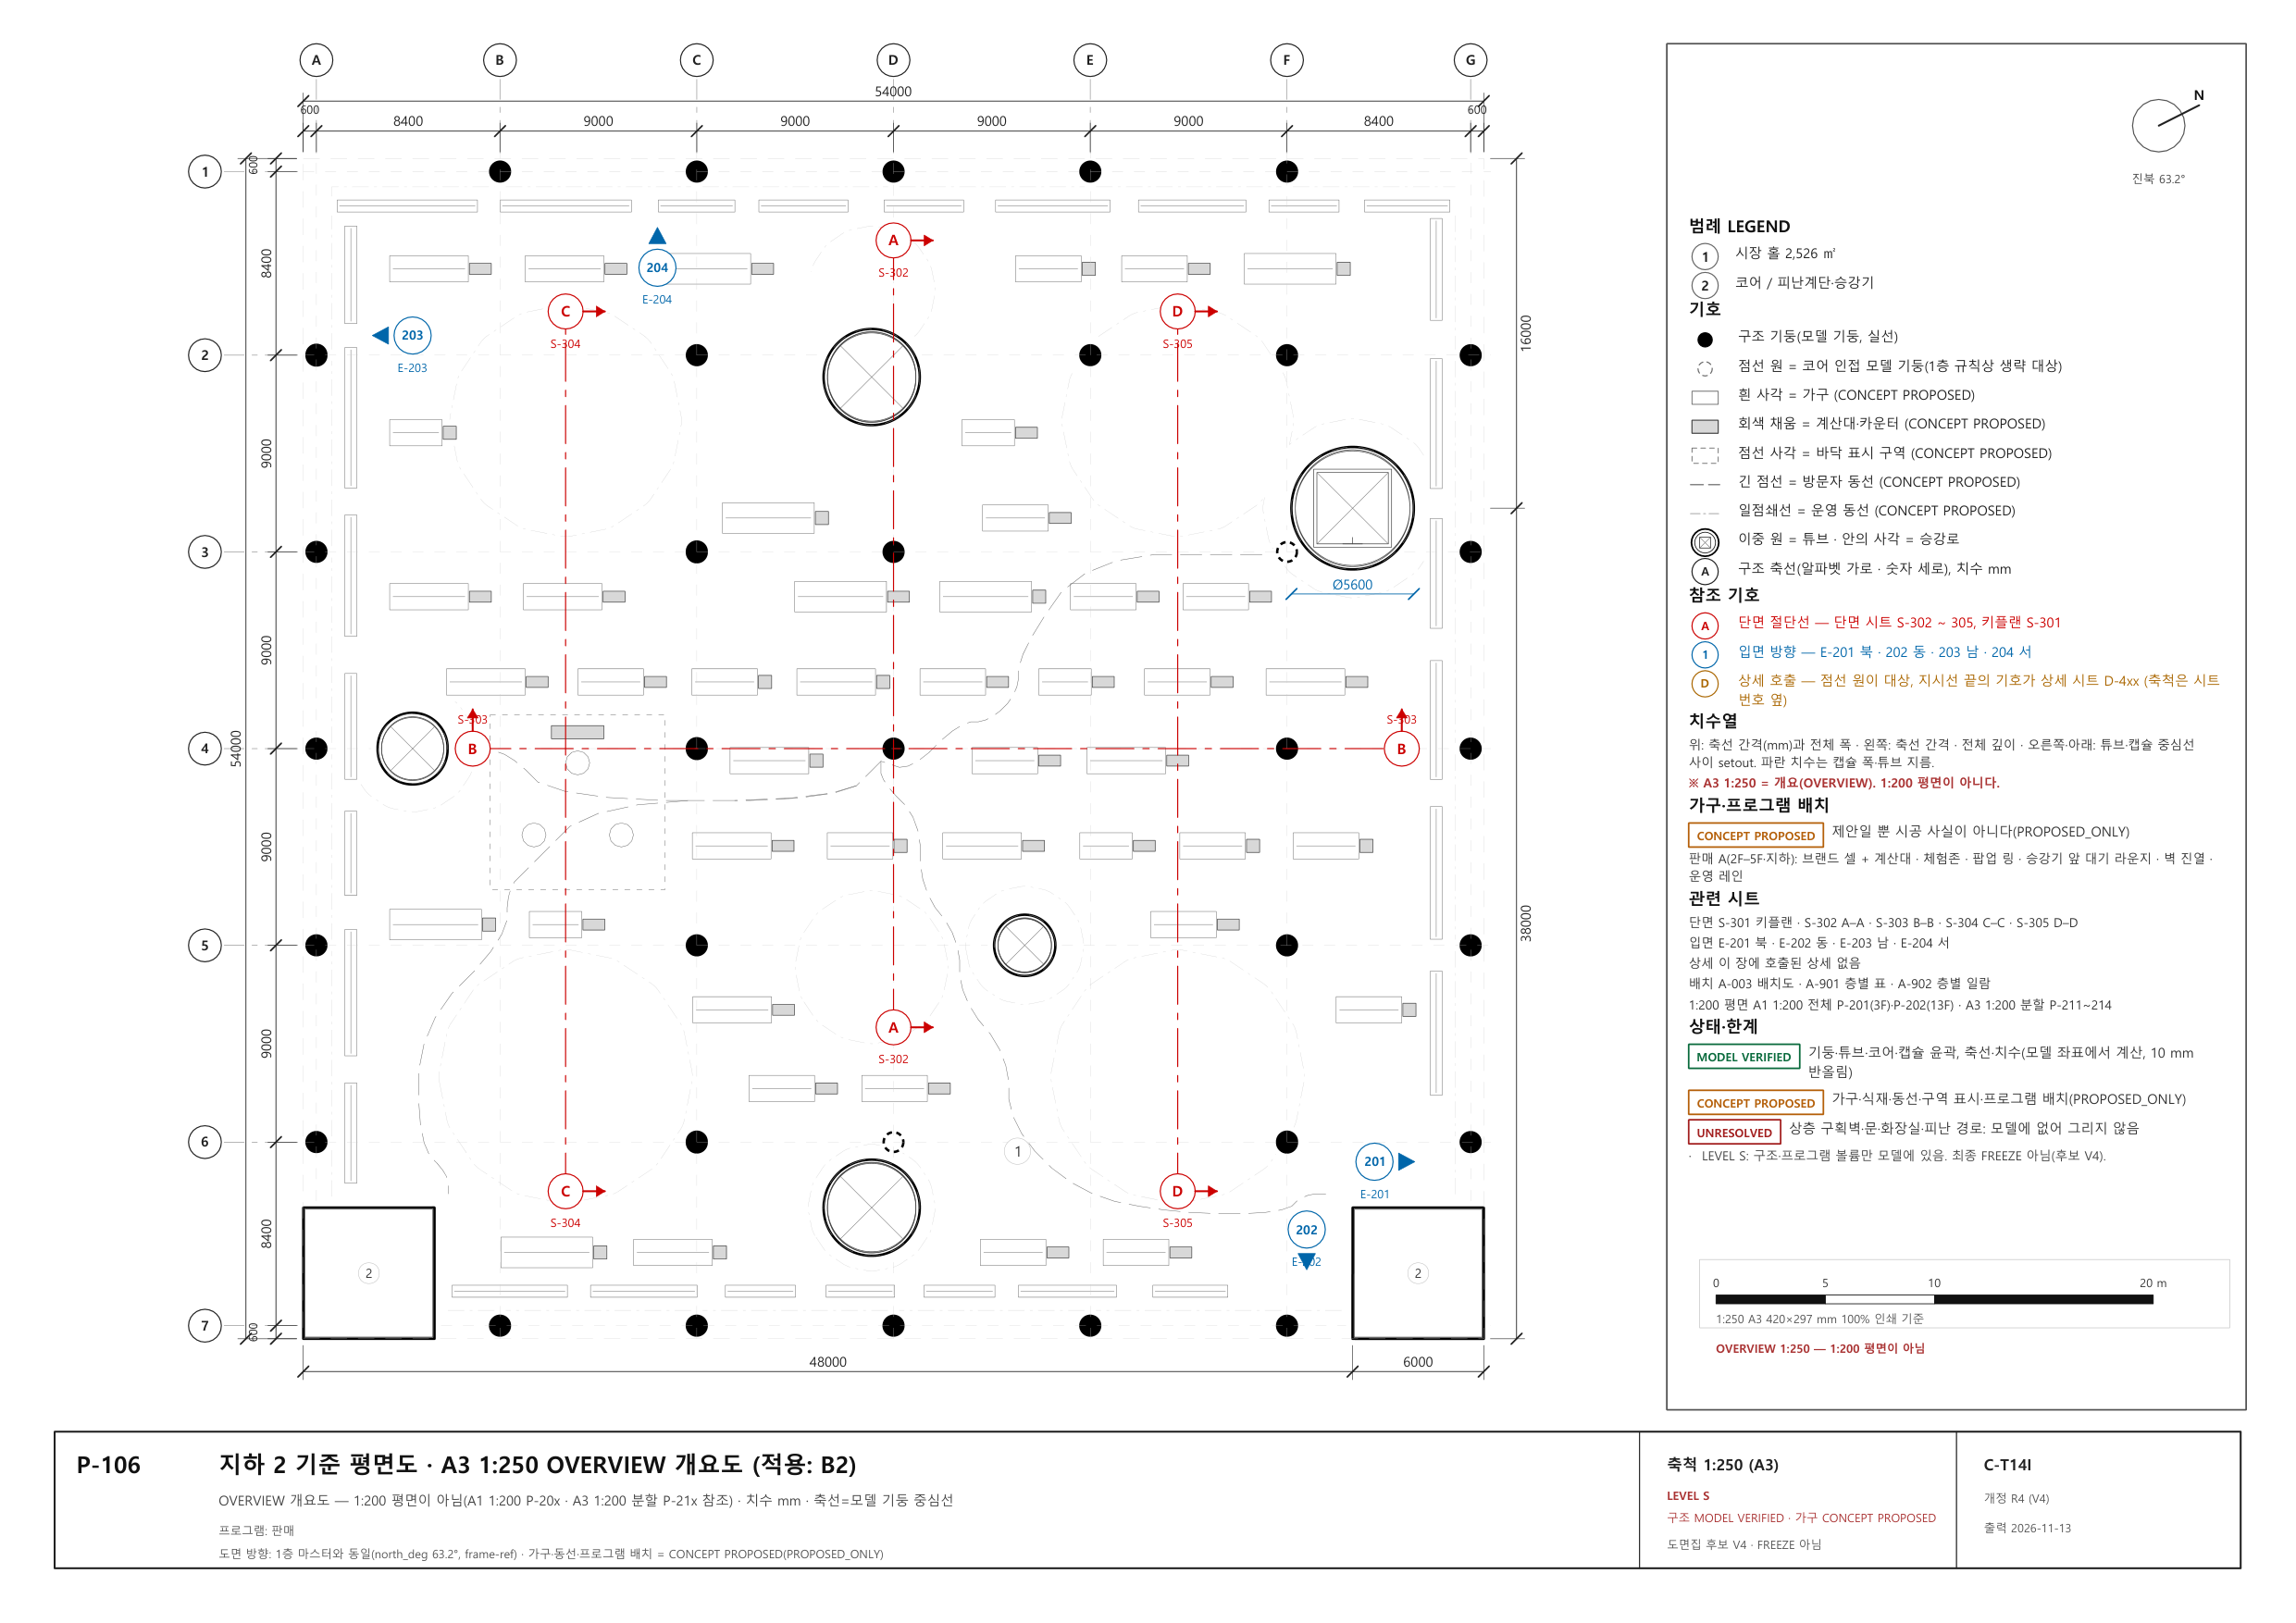 A B C D E F G
54000
600 600
8400 9000 9000 9000 9000 8400
1
600
A
S-302
204
E-204
8400
C
S-304
D
S-305
203
E-203
2
16000
9000
3
Ø5600
9000
S-303
S-303
4
54000
B
B
9000
38000
5
A
S-302
9000
6
1
201
E-201
C
S-304
D
S-305
8400
202
E-202
2
2
7
600
48000 6000
N
진북 63.2°
범례 LEGEND
1 시장 홀 2,526 ㎡
2 코어 / 피난계단·승강기
기호
구조 기둥(모델 기둥, 실선)
점선 원 = 코어 인접 모델 기둥(1층 규칙상 생략 대상)
흰 사각 = 가구 (CONCEPT PROPOSED)
회색 채움 = 계산대·카운터 (CONCEPT PROPOSED)
점선 사각 = 바닥 표시 구역 (CONCEPT PROPOSED)
긴 점선 = 방문자 동선 (CONCEPT PROPOSED)
일점쇄선 = 운영 동선 (CONCEPT PROPOSED)
이중 원 = 튜브 · 안의 사각 = 승강로
A 구조 축선(알파벳 가로 · 숫자 세로), 치수 mm
참조 기호
A 단면 절단선 — 단면 시트 S-302 ~ 305, 키플랜 S-301
1 입면 방향 — E-201 북 · 202 동 · 203 남 · 204 서
D 상세 호출 — 점선 원이 대상, 지시선 끝의 기호가 상세 시트 D-4xx (축척은 시트
번호 옆)
치수열
위: 축선 간격(mm)과 전체 폭 · 왼쪽: 축선 간격 · 전체 깊이 · 오른쪽·아래: 튜브·캡슐 중심선
사이 setout. 파란 치수는 캡슐 폭·튜브 지름.
※ A3 1:250 = 개요(OVERVIEW). 1:200 평면이 아니다.
가구·프로그램 배치
CONCEPT PROPOSED 제안일 뿐 시공 사실이 아니다(PROPOSED_ONLY)
판매 A(2F–5F·지하): 브랜드 셀 + 계산대 · 체험존 · 팝업 링 · 승강기 앞 대기 라운지 · 벽 진열 ·
운영 레인
관련 시트
단면 S-301 키플랜 · S-302 A–A · S-303 B–B · S-304 C–C · S-305 D–D
입면 E-201 북 · E-202 동 · E-203 남 · E-204 서
상세 이 장에 호출된 상세 없음
배치 A-003 배치도 · A-901 층별 표 · A-902 층별 일람
1:200 평면 A1 1:200 전체 P-201(3F)·P-202(13F) · A3 1:200 분할 P-211~214
상태·한계
MODEL VERIFIED 기둥·튜브·코어·캡슐 윤곽, 축선·치수(모델 좌표에서 계산, 10 mm
반올림)
CONCEPT PROPOSED 가구·식재·동선·구역 표시·프로그램 배치(PROPOSED_ONLY)
UNRESOLVED 상층 구획벽·문·화장실·피난 경로: 모델에 없어 그리지 않음
· LEVEL S: 구조·프로그램 볼륨만 모델에 있음. 최종 FREEZE 아님(후보 V4).
0 5 10 20 m
1:250 A3 420×297 mm 100% 인쇄 기준
OVERVIEW 1:250 — 1:200 평면이 아님
P-106
지하 2 기준 평면도 · A3 1:250 OVERVIEW 개요도 (적용: B2)
OVERVIEW 개요도 — 1:200 평면이 아님(A1 1:200 P-20x · A3 1:200 분할 P-21x 참조) · 치수 mm · 축선=모델 기둥 중심선
프로그램: 판매
도면 방향: 1층 마스터와 동일(north_deg 63.2°, frame-ref) · 가구·동선·프로그램 배치 = CONCEPT PROPOSED(PROPOSED_ONLY)
축척 1:250 (A3)
LEVEL S
구조 MODEL VERIFIED · 가구 CONCEPT PROPOSED
도면집 후보 V4 · FREEZE 아님
C-T14I
개정 R4 (V4)
출력 2026-11-13